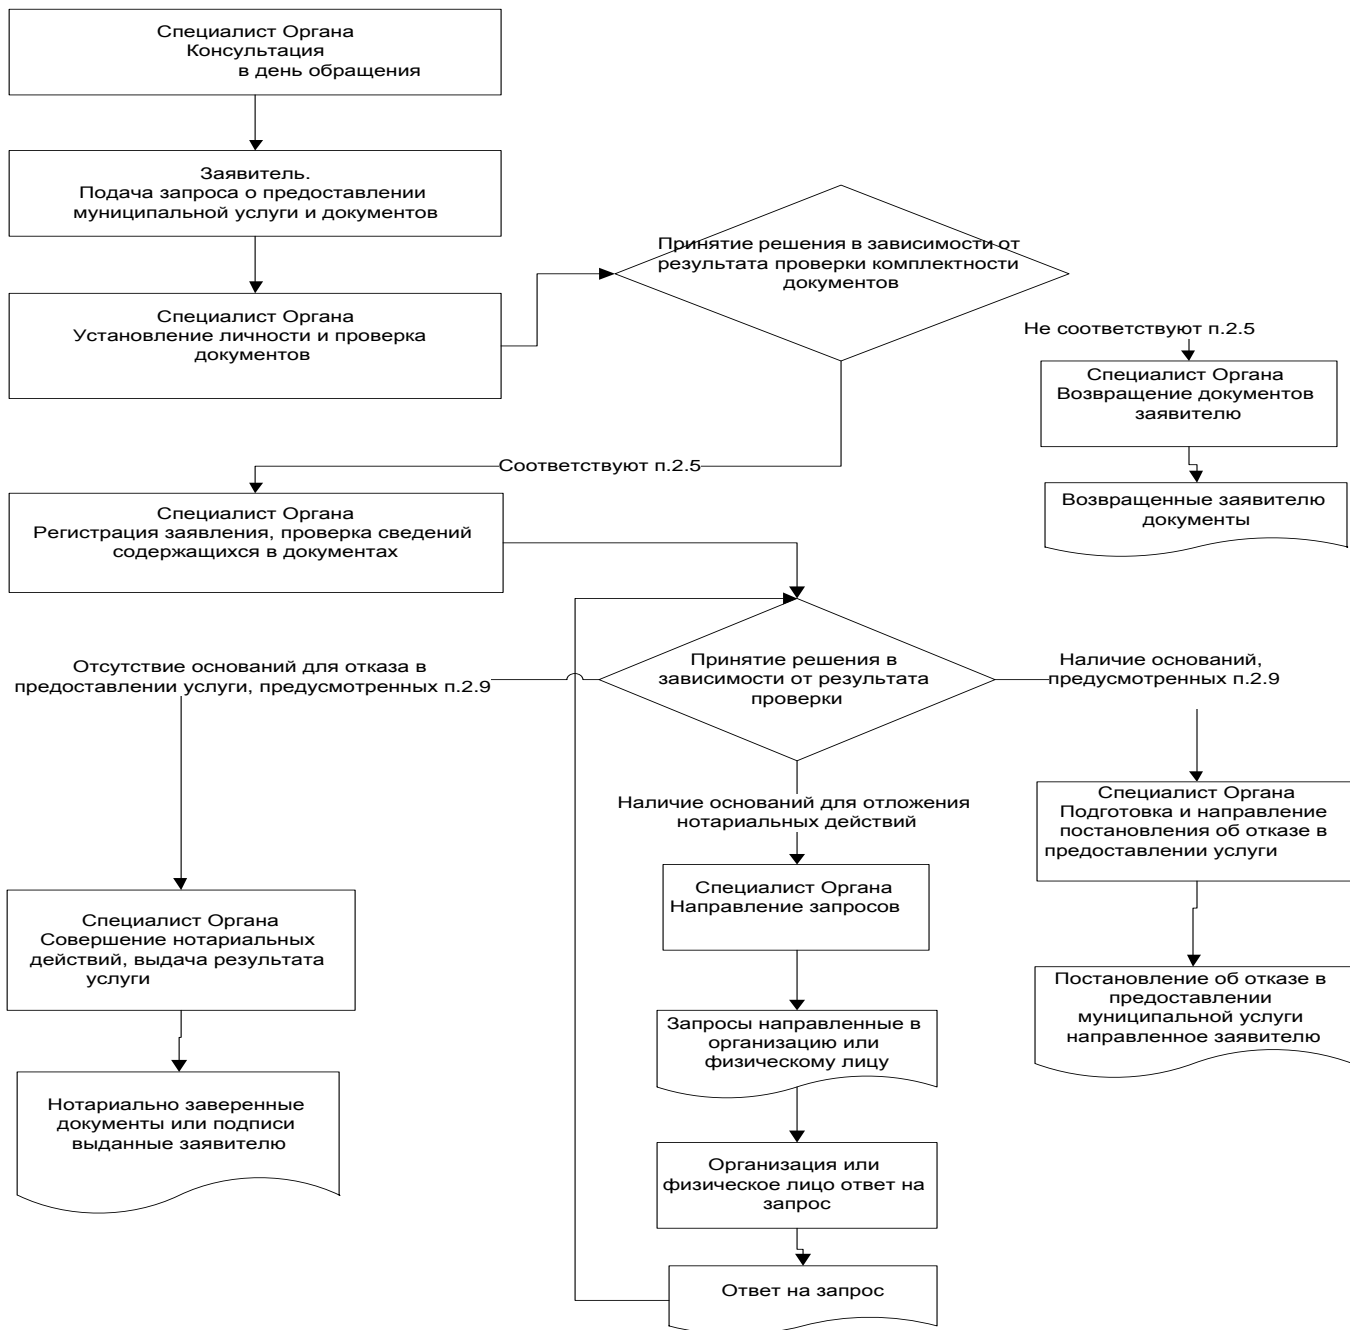 Специалист Органа
Консультация
в день обращения
Заявитель.
Подача запроса о предоставлении
муниципальной услуги и документов
Специалист Органа
Установление личности и проверка
документов
Принятие решения в зависимости от
результата проверки комплектности
документов
Не соответствуют п.2.5
Специалист Органа
Возвращение документов
заявителю
Возвращенные заявителю
документы
Соответствуют п.2.5
Специалист Органа
Регистрация заявления, проверка сведений
содержащихся в документах
Принятие решения в
зависимости от результата
проверки
Отсутствие оснований для отказа в
предоставлении услуги, предусмотренных п.2.9
Наличие оснований,
предусмотренных п.2.9
Наличие оснований для отложения
нотариальных действий
Специалист Органа
Подготовка и направление
постановления об отказе в
предоставлении услуги
Специалист Органа
Направление запросов
Специалист Органа
Совершение нотариальных
действий, выдача результата
услуги
Постановление об отказе в
предоставлении
муниципальной услуги
направленное заявителю
Запросы направленные в
организацию или
физическому лицу
Нотариально заверенные
документы или подписи
выданные заявителю
Организация или
физическое лицо ответ на
запрос
Ответ на запрос